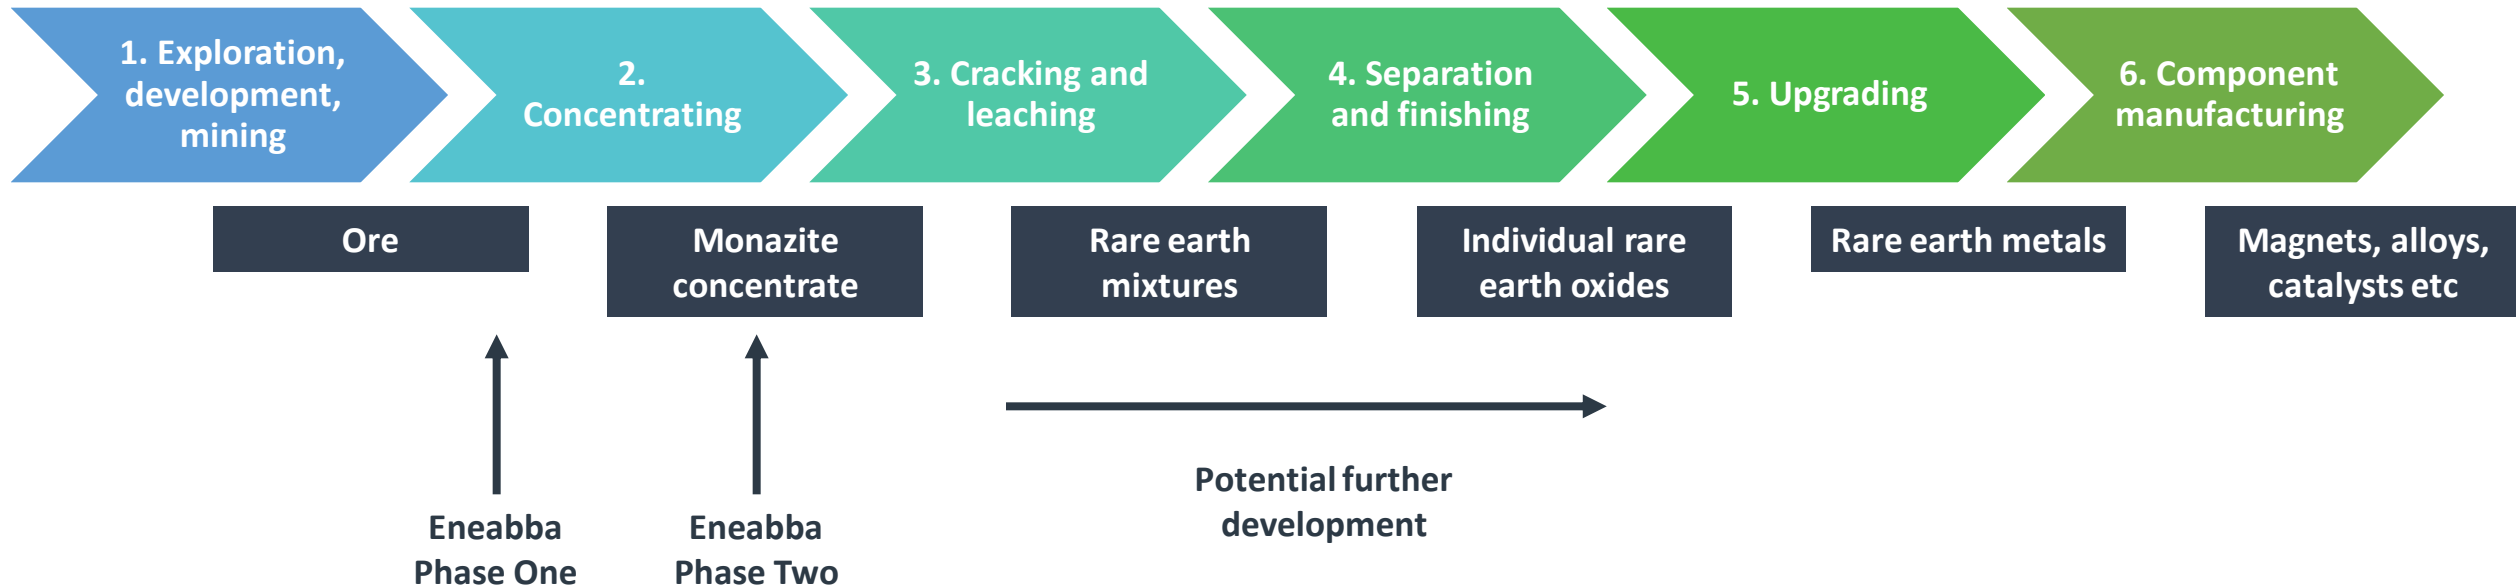 1. Exploration,
development,
mining
2.
Concentrating
3. Cracking and
leaching
4. Separation
and finishing
5. Upgrading
6. Component
manufacturing
Ore
Monazite
concentrate
Rare earth
mixtures
Individual rare
earth oxides
Rare earth metals
Magnets, alloys,
catalysts etc
Eneabba
Phase One
Eneabba
Phase Two
Potential further
development